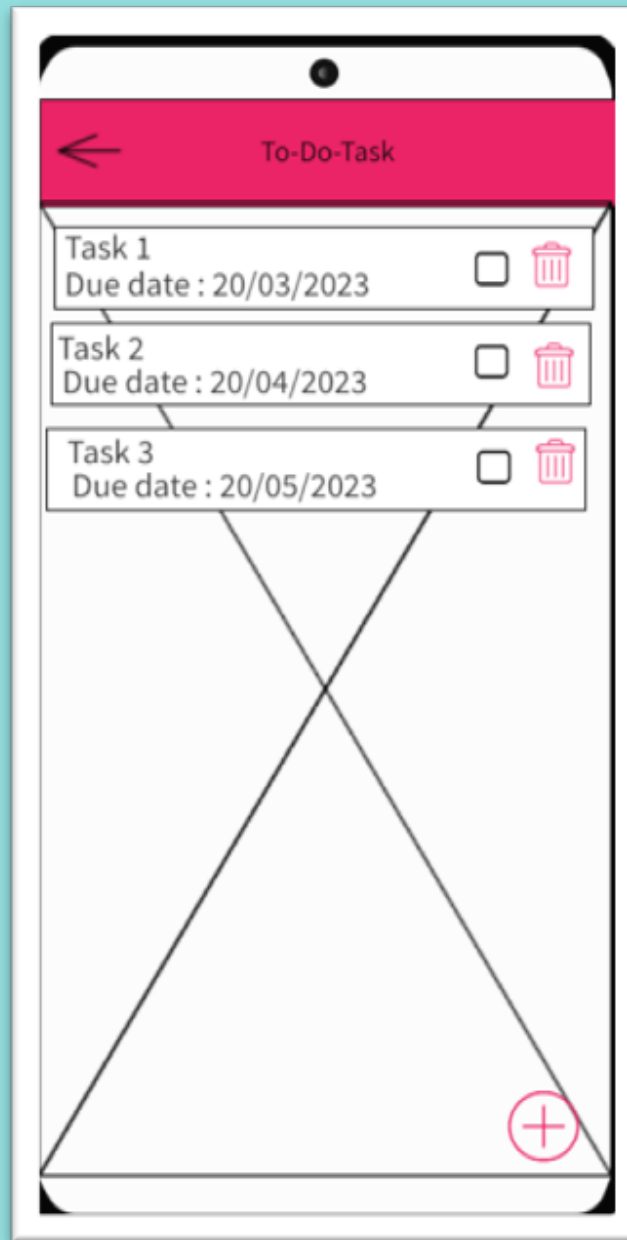 To-Do-Task
Task 1
Due date : 20/03/2023
Task 2
Due date : 20/04/2023
Task 3
Due date : 20/05/2023